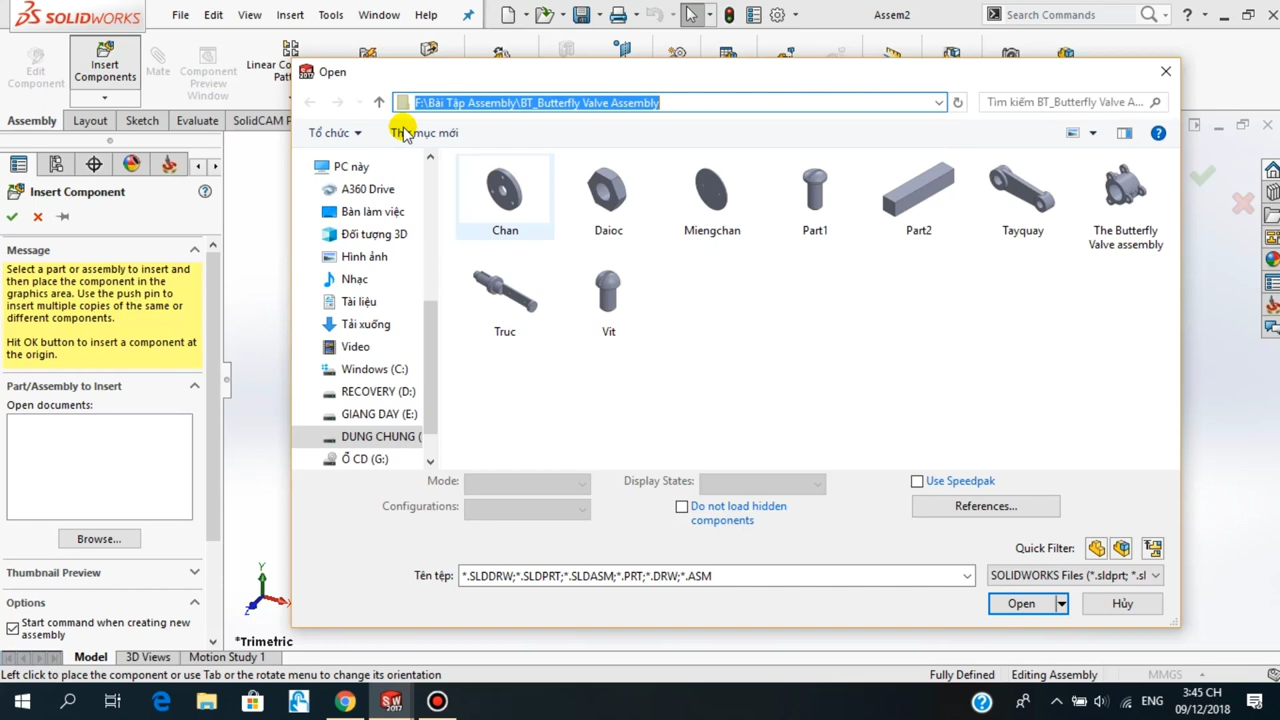 SOLIDWORKS File Edit View Insert Tools Window Help Assem2 Search Commands
Edit Component
Insert Components
Mate
Component Preview Window
Linear Co
Assembly Layout Sketch Evaluate SolidCAM P
Insert Component
Message
Select a part or assembly to insert and
then place the component in the
graphics area. Use the push pin to
insert multiple copies of the same or
different components.
Hit OK button to insert a component at
the origin.
Part/Assembly to Insert
Open documents:
Browse...
Thumbnail Preview
Options
Start command when creating new
assembly
Open
F:\Bài Tập Assembly\BT_Butterfly Valve Assembly
Tìm kiếm BT_Butterfly Valve A...
Tổ chức
Thư mục mới
PC này
A360 Drive
Bàn làm việc
Đối tượng 3D
Hình ảnh
Nhạc
Tài liệu
Tải xuống
Video
Windows (C:)
RECOVERY (D:)
GIANG DAY (E:)
DUNG CHUNG (
Ổ CD (G:)
Chan
Daioc
Miengchan
Part1
Part2
Tayquay
The Butterfly
Valve assembly
Truc
Vit
Mode:
Configurations:
Display States:
Do not load hidden
components
Use Speedpak
References...
Quick Filter:
Tên tệp: *.SLDDRW;*.SLDPRT;*.SLDASM;*.PRT;*.DRW;*.ASM
SOLIDWORKS Files (*.sldprt; *.sl
Open
Hủy
*Trimetric
Model 3D Views Motion Study 1
Left click to place the component or use Tab or the rotate menu to change its orientation
Fully Defined Editing Assembly MMGS
SW 2017
ENG
3:45 CH
09/12/2018